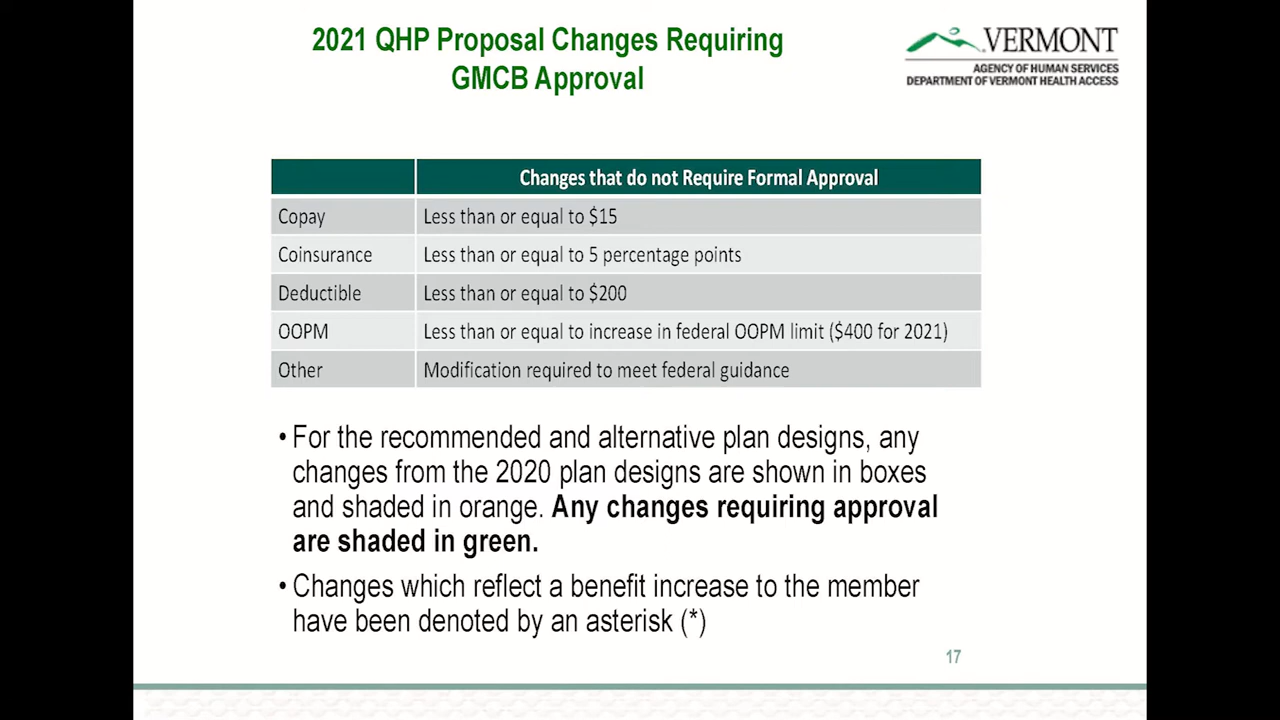 2021 QHP Proposal Changes Requiring
GMCB Approval
VERMONT
AGENCY OF HUMAN SERVICES
DEPARTMENT OF VERMONT HEALTH ACCESS
Changes that do not Require Formal Approval
Copay Less than or equal to $15
Coinsurance Less than or equal to 5 percentage points
Deductible Less than or equal to $200
OOPM Less than or equal to increase in federal OOPM limit ($400 for 2021)
Other Modification required to meet federal guidance
• For the recommended and alternative plan designs, any
changes from the 2020 plan designs are shown in boxes
and shaded in orange. Any changes requiring approval
are shaded in green.
• Changes which reflect a benefit increase to the member
have been denoted by an asterisk (*)
17